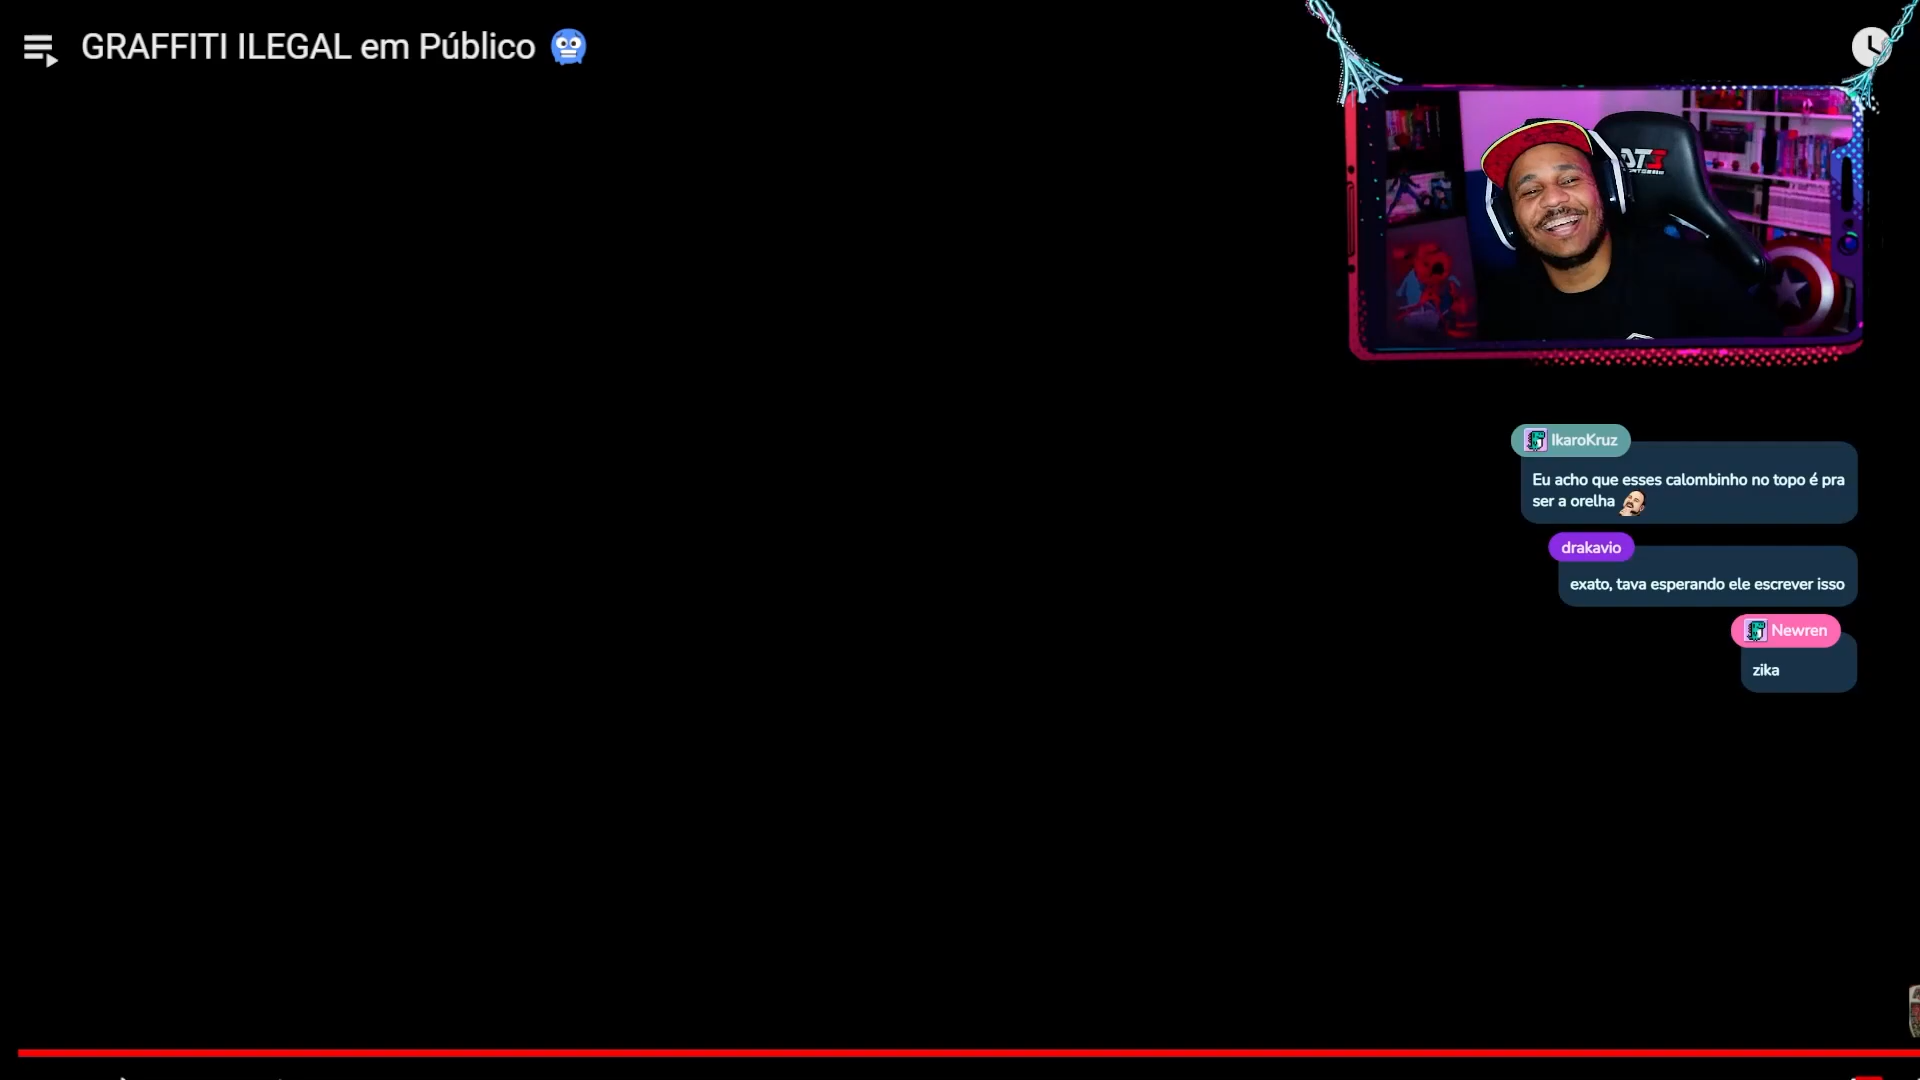 GRAFFITI ILEGAL em Público
DT3
IkaroKruz
Eu acho que esses calombinho no topo é pra
ser a orelha
drakavio
exato, tava esperando ele escrever isso
Newren
zika